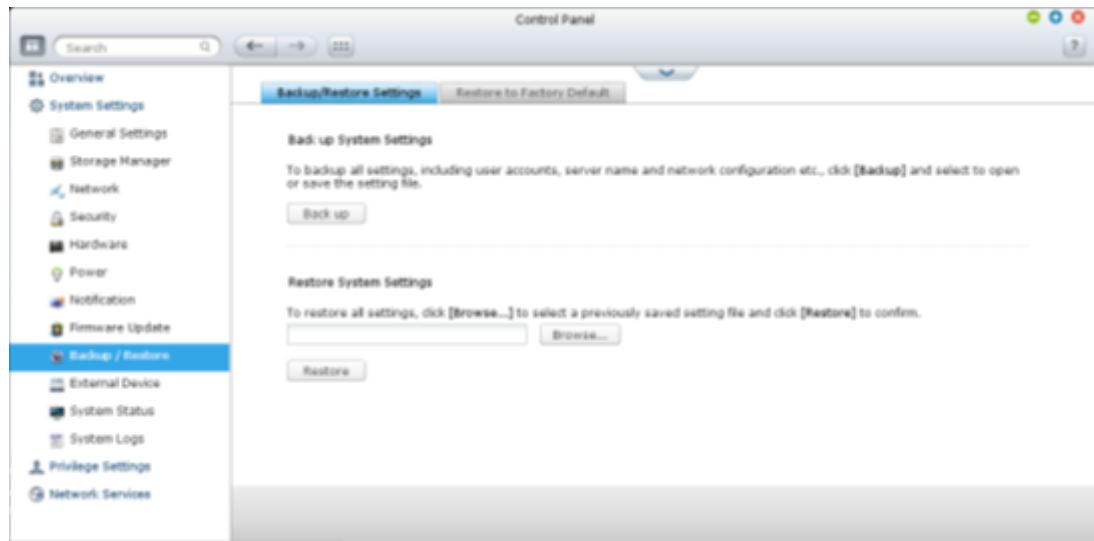 Control Panel
Search
?
Overview
System Settings
General Settings
Storage Manager
Network
Security
Hardware
Power
Notification
Firmware Update
Backup / Restore
External Device
System Status
System Logs
Privilege Settings
Network Services
Backup/Restore Settings
Restore to Factory Default
Back up System Settings
To backup all settings, including user accounts, server name and network configuration etc., click [Backup] and select to open
or save the setting file.
Back up
Restore System Settings
To restore all settings, click [Browse...] to select a previously saved setting file and click [Restore] to confirm.
Browse...
Restore